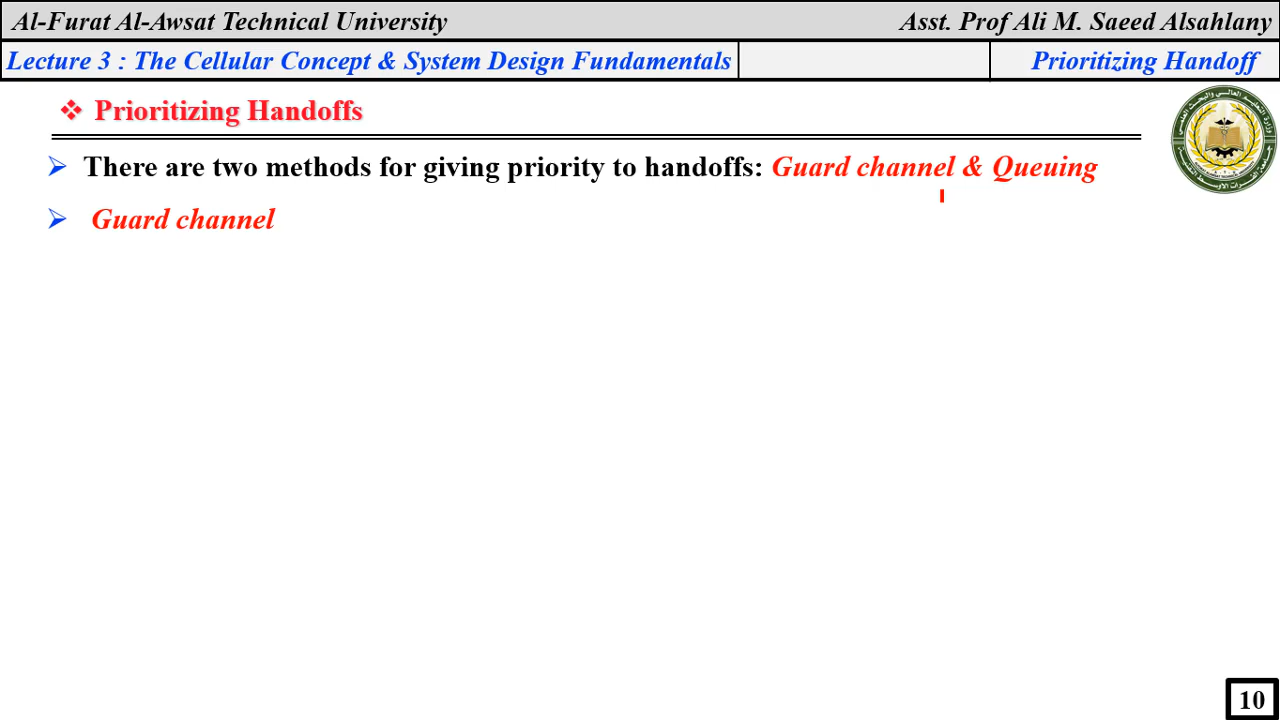 Al-Furat Al-Awsat Technical University
Asst. Prof Ali M. Saeed Alsahlany
Lecture 3 : The Cellular Concept & System Design Fundamentals
Prioritizing Handoff
❖ Prioritizing Handoffs
➢ There are two methods for giving priority to handoffs: Guard channel & Queuing
➢ Guard channel
10